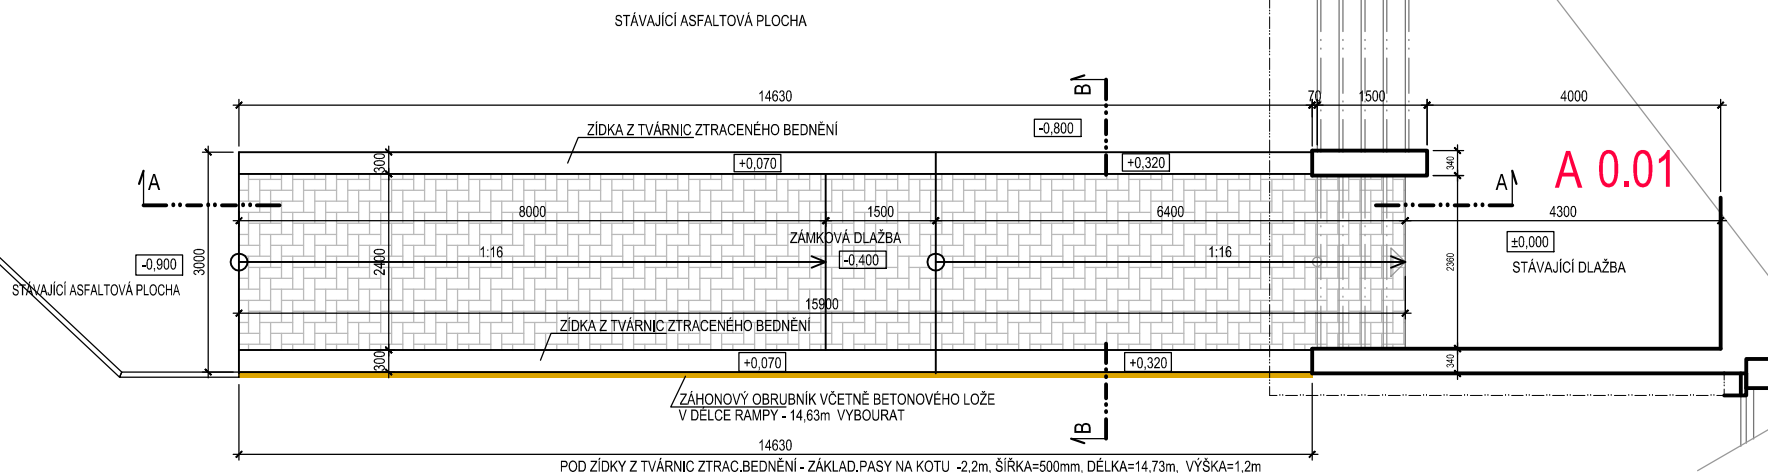 STÁVAJÍCÍ ASFALTOVÁ PLOCHA
14630
B
70
1500
4000
-0,800
ZÍDKA Z TVÁRNIC ZTRACENÉHO BEDNĚNÍ
300
+0,070
+0,320
340
A 0.01
A
A
8000
1500
6400
4300
ZÁMKOVÁ DLAŽBA
1:16
-0,400
1:16
±0,000
-0,900
3000
2400
2360
STÁVAJÍCÍ DLAŽBA
STÁVAJÍCÍ ASFALTOVÁ PLOCHA
15900
ZÍDKA Z TVÁRNIC ZTRACENÉHO BEDNĚNÍ
300
+0,070
+0,320
340
ZÁHONOVÝ OBRUBNÍK VČETNĚ BETONOVÉHO LOŽE
V DÉLCE RAMPY - 14,63m VYBOURAT
B
14630
POD ZÍDKY Z TVÁRNIC ZTRAC.BEDNĚNÍ - ZÁKLAD.PASY NA KOTU -2,2m, ŠÍŘKA=500mm, DÉLKA=14,73m, VÝŠKA=1,2m